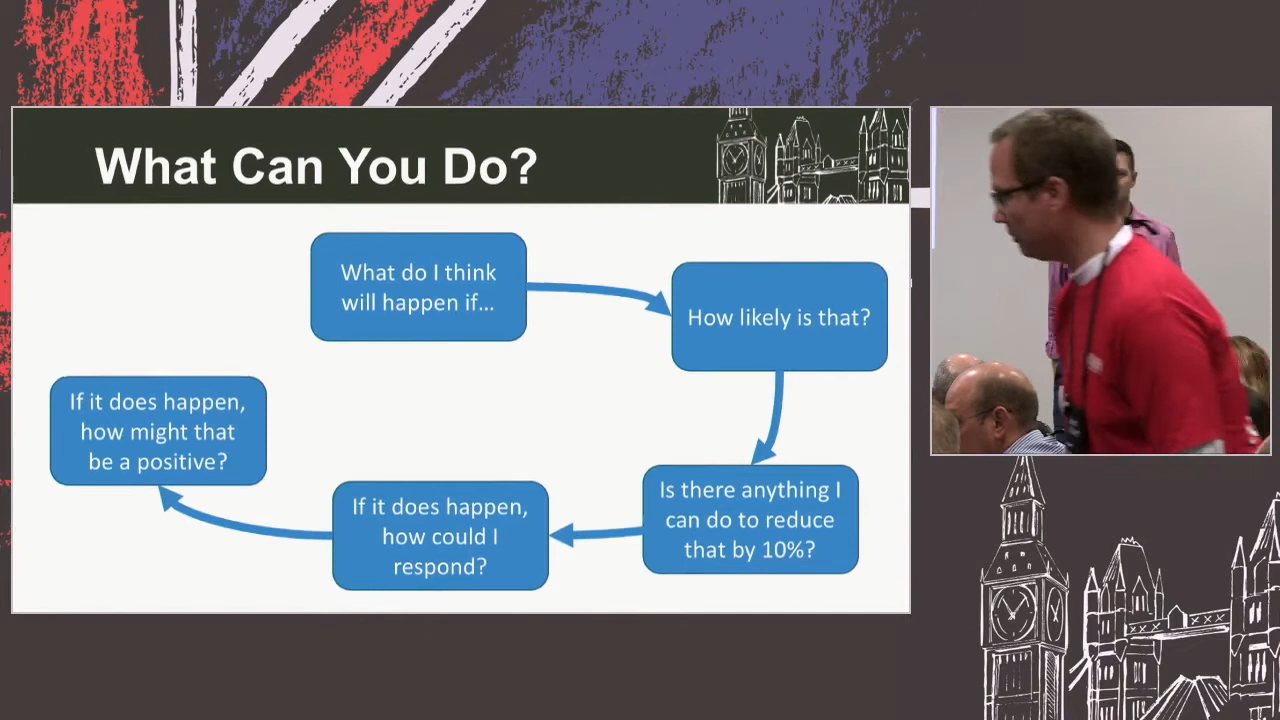 What Can You Do?
What do I think
will happen if...
How likely is that?
Is there anything I
can do to reduce
that by 10%?
If it does happen,
how could I
respond?
If it does happen,
how might that
be a positive?